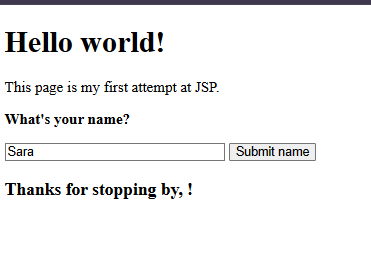 Hello world!
This page is my first attempt at JSP.
What's your name?
Sara Submit name
Thanks for stopping by, !